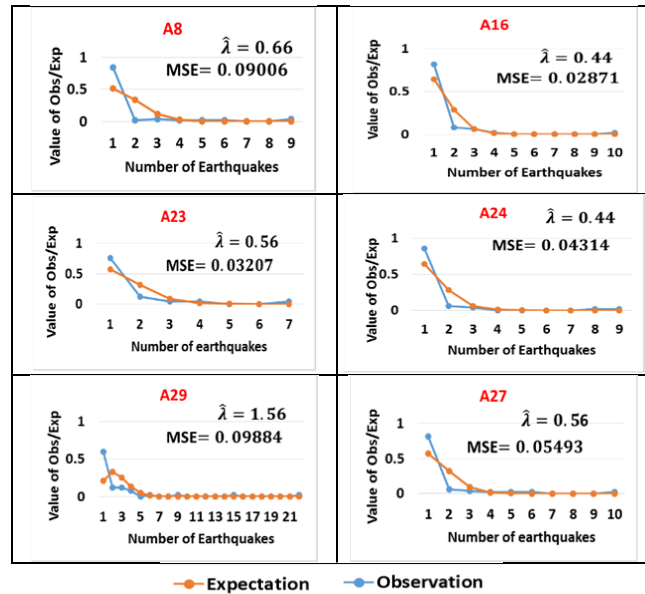 A8
λ̂ = 0.66
MSE= 0.09006
Value of Obs/Exp
1
0.5
0
1 2 3 4 5 6 7 8 9
Number of Earthquakes
A16
λ̂ = 0.44
MSE= 0.02871
Value of Obs/Exp
1
0.5
0
1 2 3 4 5 6 7 8 9 10
Number of Earthquakes
A23
λ̂ = 0.56
MSE= 0.03207
Value of Obs/Exp
1
0.5
0
1 2 3 4 5 6 7
Number of earthquakes
A24
λ̂ = 0.44
MSE= 0.04314
Value of Obs/Exp
1
0.5
0
1 2 3 4 5 6 7 8 9
Number of Earthquakes
A29
λ̂ = 1.56
MSE= 0.09884
Value of Obs/Exp
1
0.5
0
1 3 5 7 9 11 13 15 17 19 21
Number of Earthquakes
A27
λ̂ = 0.56
MSE= 0.05493
Value of Obs/Exp
1
0.5
0
1 2 3 4 5 6 7 8 9 10
Number of earthquakes
Expectation Observation